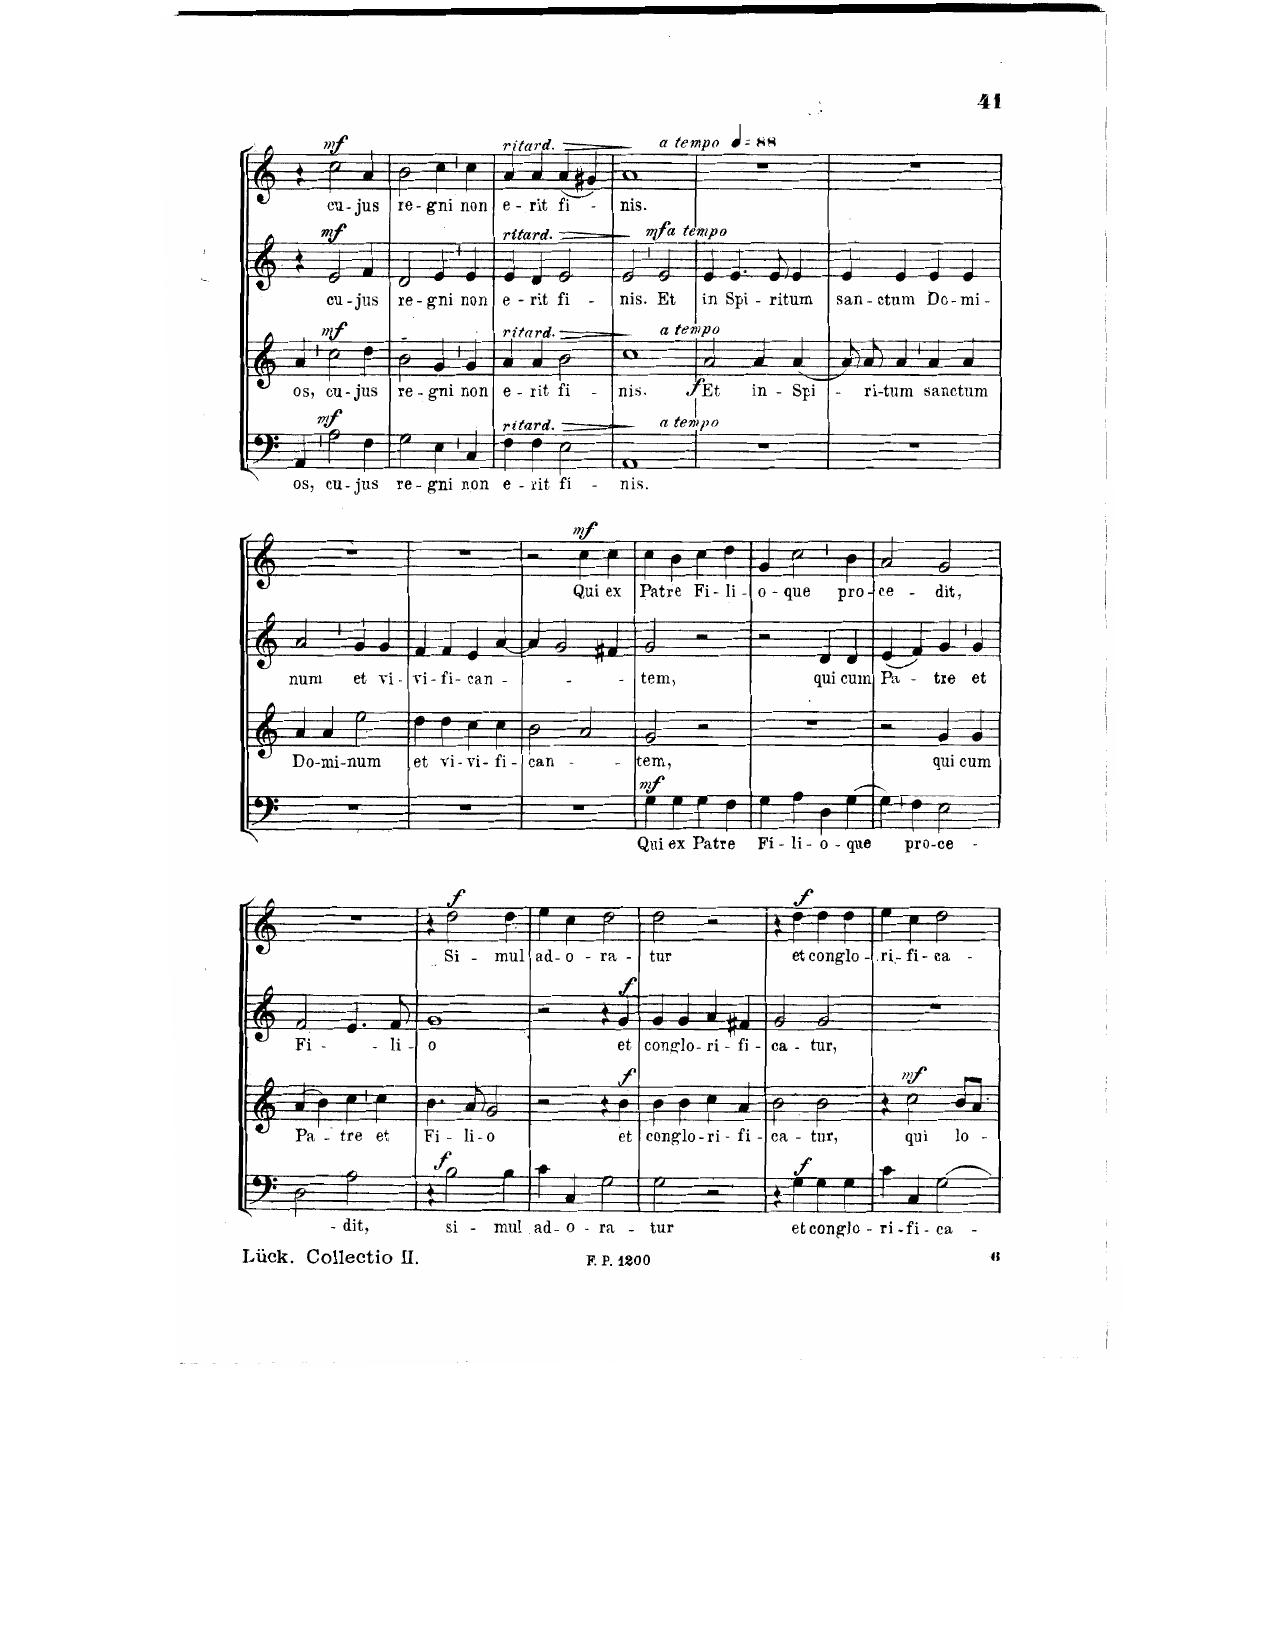 41
mf ritard. a tempo ♩= 88
cu - jus re - gni non e - rit fi - nis.
mf ritard. mf a tempo
cu - jus re - gni non e - rit fi - nis. Et in Spi - ritum san - ctum Do - mi -
mf ritard. a tempo
os, cu - jus re - gni non e - rit fi - nis. f Et in - Spi - ri-tum sanctum
mf ritard. a tempo
os, cu - jus re - gni non e - rit fi - nis.
mf
Qui ex Patre Fi - li - o - que pro - ce - dit,
num et vi - vi - fi - can - - - tem, qui cum Pa - tre et
Do-mi-num et vi - vi - fi - can - - tem, qui cum
mf
Qui ex Patre Fi - li - o - que pro-ce -
f f
Si - mul ad - o - ra - tur et conglo - ri - fi - ca -
f
Fi - - li - o et conglo - ri - fi - ca - tur,
f mf
Pa - tre et Fi - li - o et conglo - ri - fi - ca - tur, qui lo -
f f
- dit, si - mul ad - o - ra - tur et conglo - ri - fi - ca -
Lück. Collectio II. F. P. 1200 6